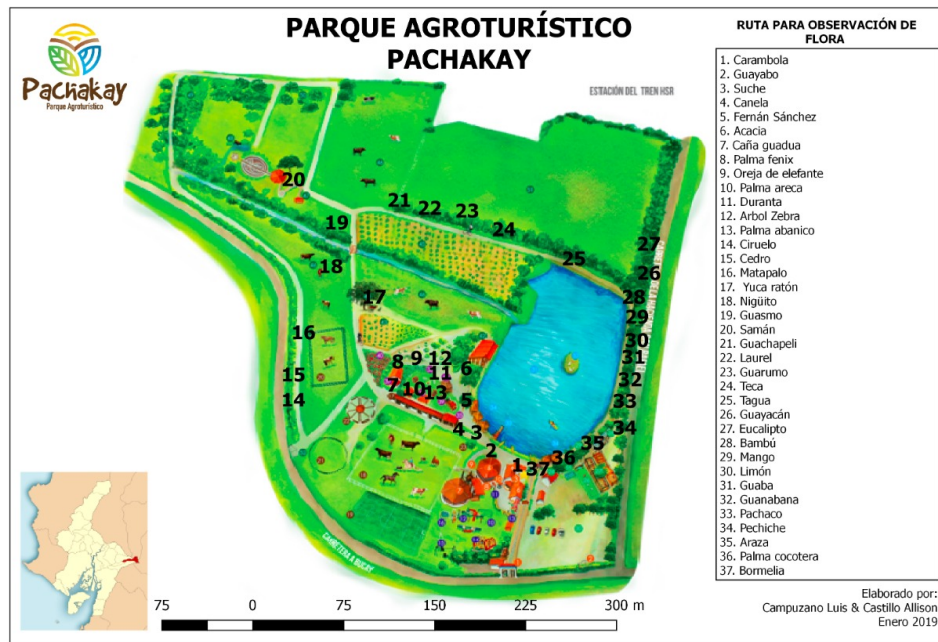 PARQUE AGROTURÍSTICO
PACHAKAY
Pachakay
Parque Agroturístico
ESTACIÓN DEL TREN HSR
20
21
22
23
19
24
25
27
18
26
17
28
29
16
30
8
9
12
6
31
11
15
7
10
13
32
14
5
33
4
3
34
35
2
1
37
36
CARRETERA A BUCAY
75
0
75
150
225
300 m
RUTA PARA OBSERVACIÓN DE
FLORA
1. Carambola
2. Guayabo
3. Suche
4. Canela
5. Fernán Sánchez
6. Acacia
7. Caña guadua
8. Palma fenix
9. Oreja de elefante
10. Palma areca
11. Duranta
12. Arbol Zebra
13. Palma abanico
14. Ciruelo
15. Cedro
16. Matapalo
17. Yuca ratón
18. Nigüito
19. Guasmo
20. Samán
21. Guachapeli
22. Laurel
23. Guarumo
24. Teca
25. Tagua
26. Guayacán
27. Eucalipto
28. Bambú
29. Mango
30. Limón
31. Guaba
32. Guanabana
33. Pachaco
34. Pechiche
35. Araza
36. Palma cocotera
37. Bormelia
Elaborado por:
Campuzano Luis & Castillo Allison
Enero 2019